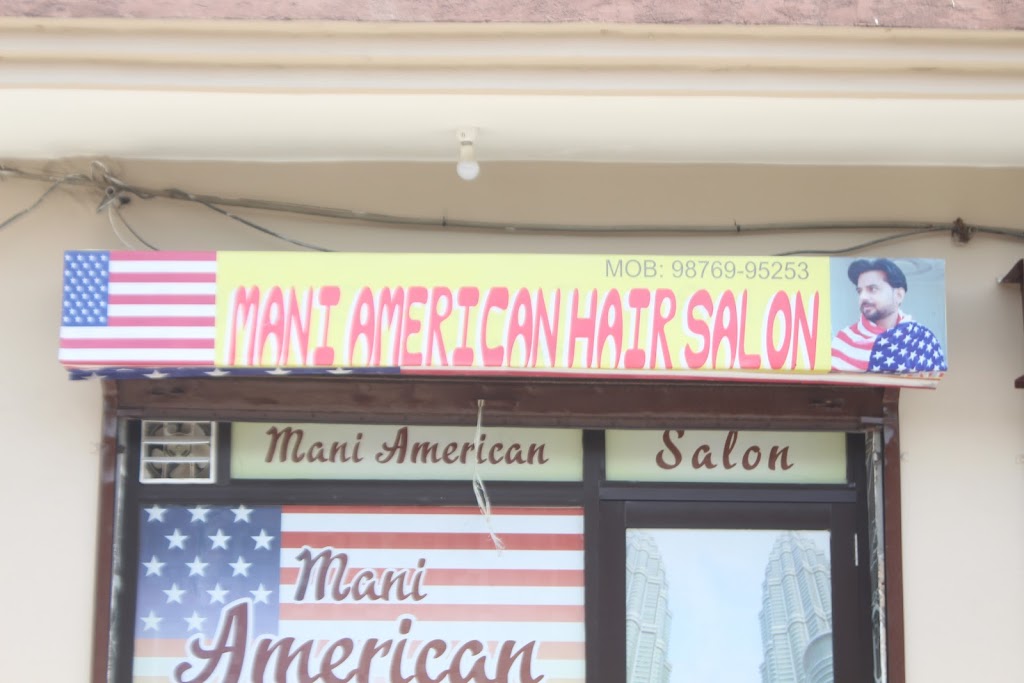 MOB: 98769-95253
MANI AMERICAN HAIR SALON
Mani American Salon
Mani
American